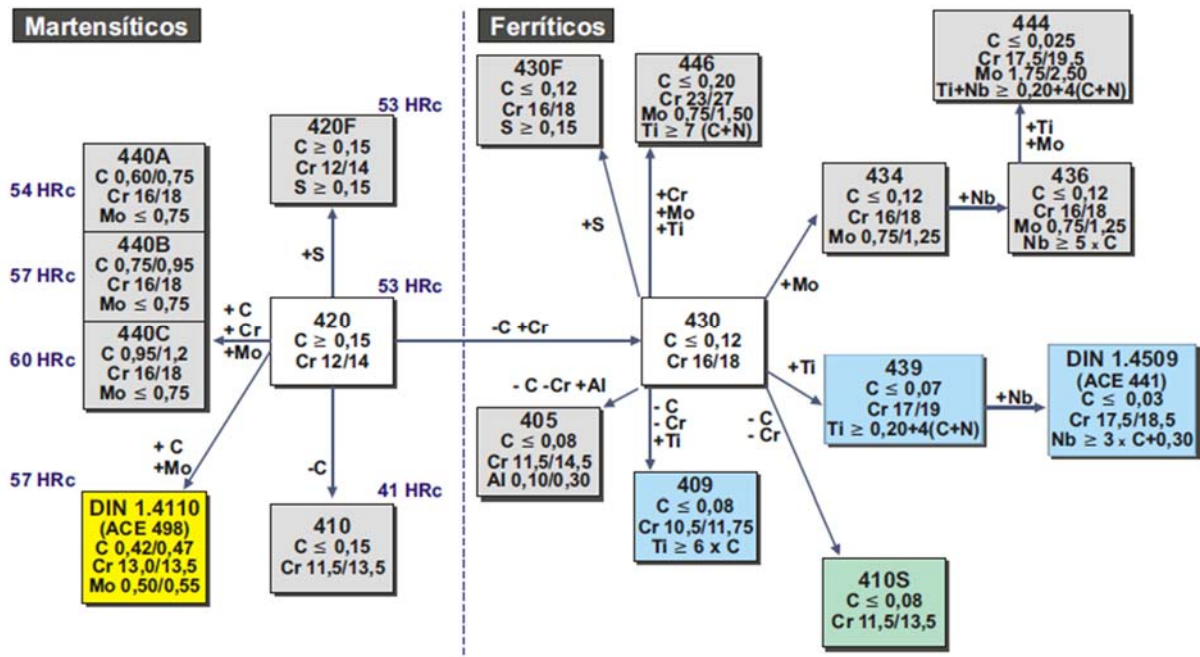 Martensíticos
Ferríticos
53 HRc
420F
C ≥ 0,15
Cr 12/14
S ≥ 0,15
54 HRc
440A
C 0,60/0,75
Cr 16/18
Mo ≤ 0,75
57 HRc
440B
C 0,75/0,95
Cr 16/18
Mo ≤ 0,75
60 HRc
440C
C 0,95/1,2
Cr 16/18
Mo ≤ 0,75
+S
+ C
+ Cr
+Mo
53 HRc
420
C ≥ 0,15
Cr 12/14
-C +Cr
+ C
+Mo
-C
57 HRc
DIN 1.4110
(ACE 498)
C 0,42/0,47
Cr 13,0/13,5
Mo 0,50/0,55
41 HRc
410
C ≤ 0,15
Cr 11,5/13,5
430F
C ≤ 0,12
Cr 16/18
S ≥ 0,15
446
C ≤ 0,20
Cr 23/27
Mo 0,75/1,50
Ti ≥ 7 (C+N)
444
C ≤ 0,025
Cr 17,5/19,5
Mo 1,75/2,50
Ti+Nb ≥ 0,20+4(C+N)
+Ti
+Mo
434
C ≤ 0,12
Cr 16/18
Mo 0,75/1,25
+Nb
436
C ≤ 0,12
Cr 16/18
Mo 0,75/1,25
Nb ≥ 5 x C
+S
+Cr
+Mo
+Ti
+Mo
430
C ≤ 0,12
Cr 16/18
+Ti
439
C ≤ 0,07
Cr 17/19
Ti ≥ 0,20+4(C+N)
+Nb
DIN 1.4509
(ACE 441)
C ≤ 0,03
Cr 17,5/18,5
Nb ≥ 3 x C+0,30
- C -Cr +Al
- C
- Cr
+Ti
- C
- Cr
405
C ≤ 0,08
Cr 11,5/14,5
Al 0,10/0,30
409
C ≤ 0,08
Cr 10,5/11,75
Ti ≥ 6 x C
410S
C ≤ 0,08
Cr 11,5/13,5